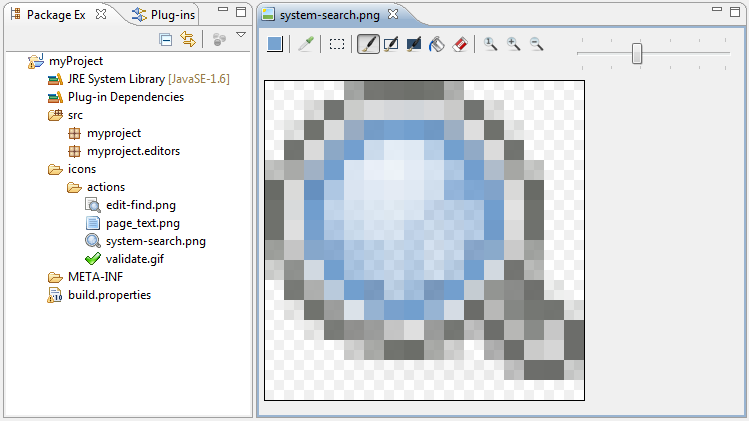 Package Ex
Plug-ins
system-search.png
1
myProject
JRE System Library [JavaSE-1.6]
Plug-in Dependencies
src
myproject
myproject.editors
icons
actions
edit-find.png
page_text.png
system-search.png
validate.gif
META-INF
build.properties